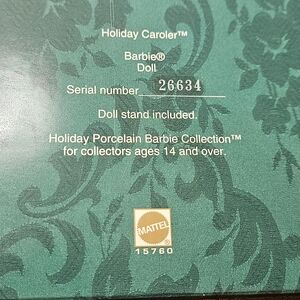 Holiday Caroler™
Barbie®
Doll
Serial number 26634
Doll stand included.
Holiday Porcelain Barbie Collection™
for collectors ages 14 and over.
MATTEL
®
15760